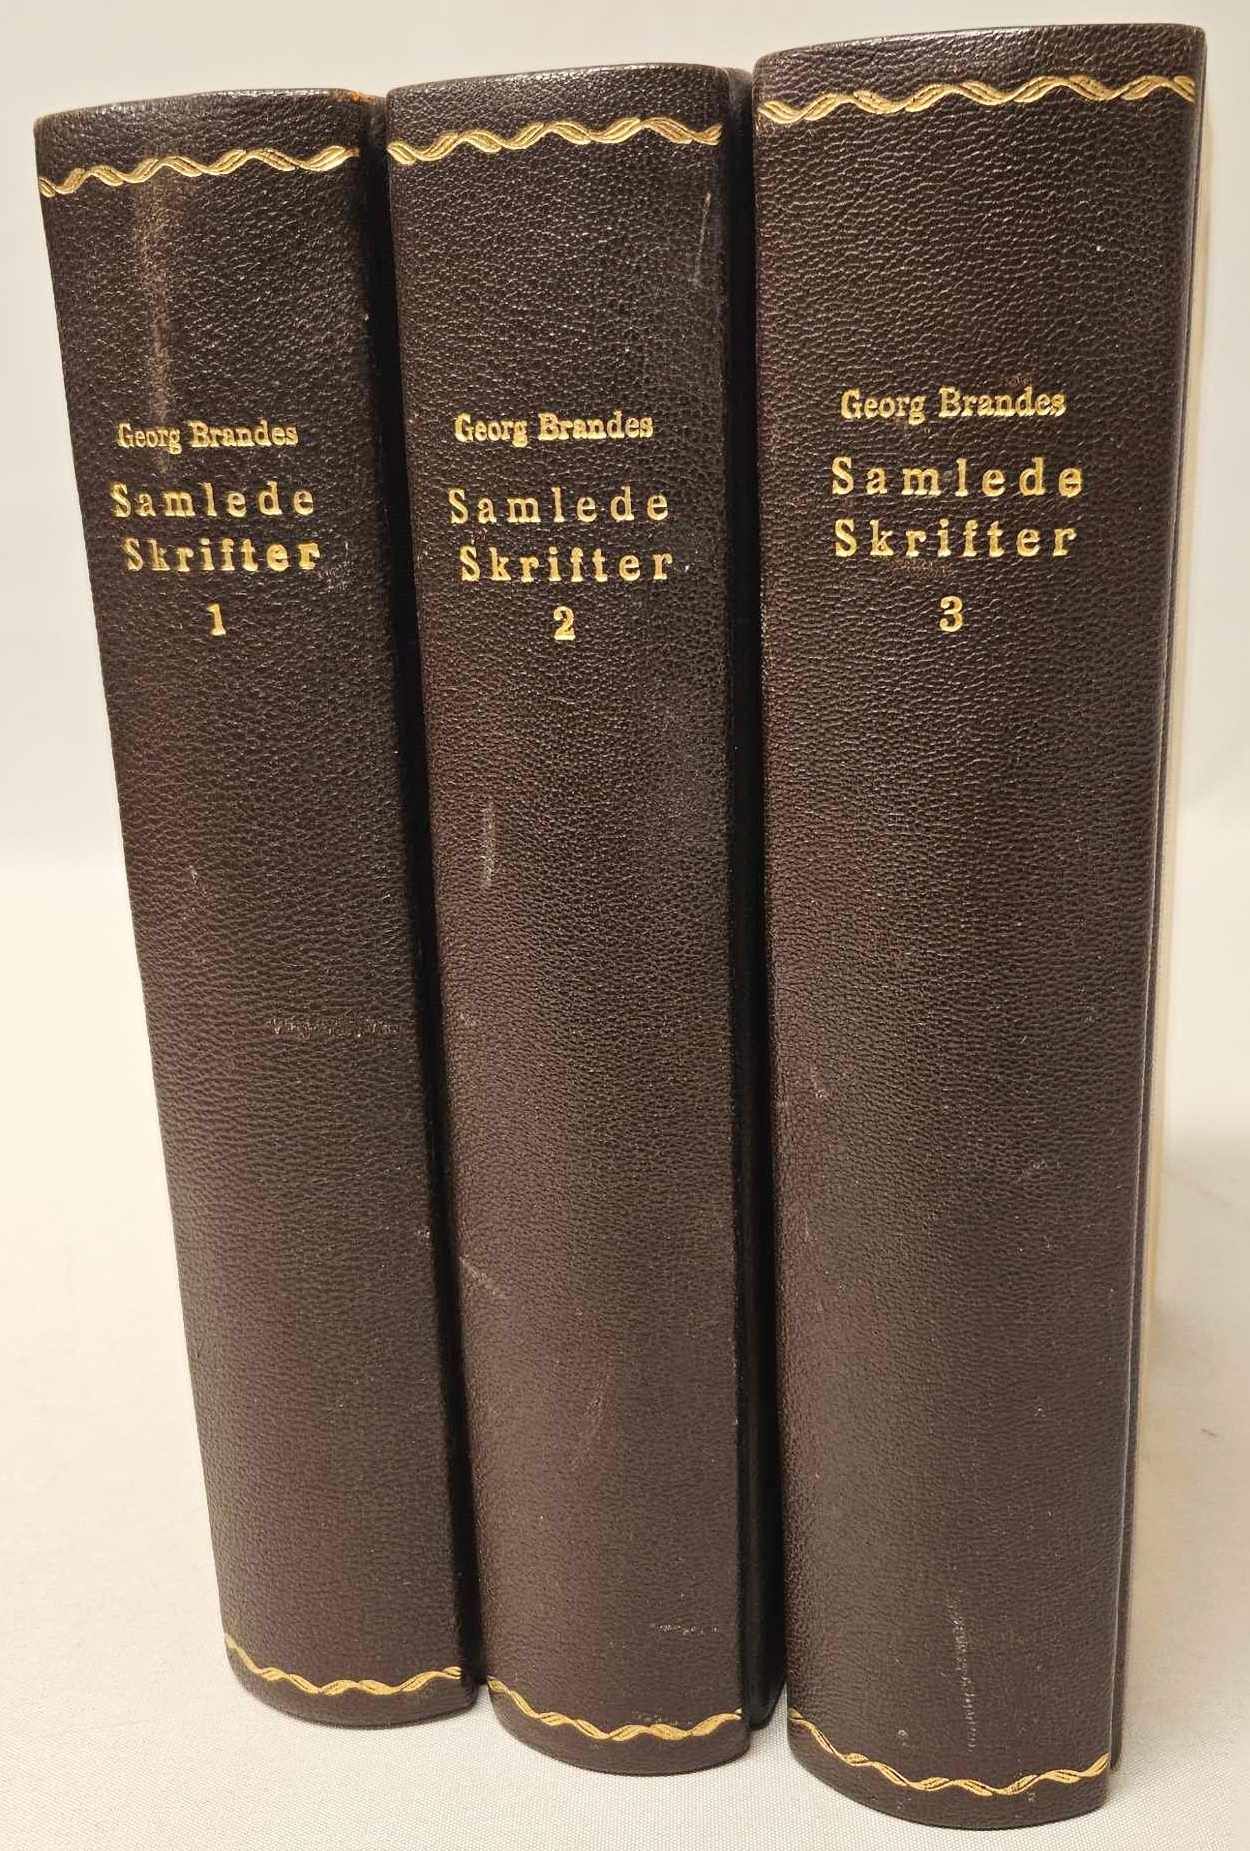 Georg Brandes
Samlede
Skrifter
1
Georg Brandes
Samlede
Skrifter
2
Georg Brandes
Samlede
Skrifter
3